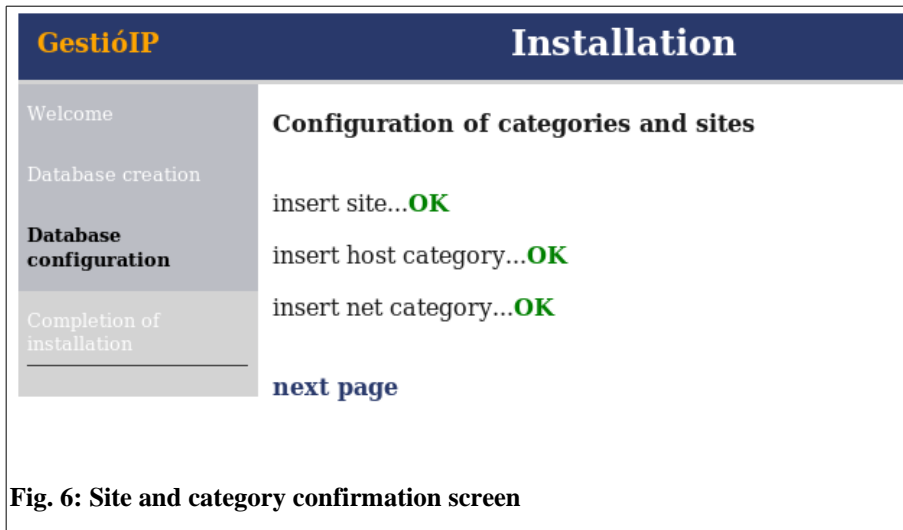 GestióIP
Installation
Welcome
Database creation
Database
configuration
Completion of
installation
Configuration of categories and sites
insert site...OK
insert host category...OK
insert net category...OK
next page
Fig. 6: Site and category confirmation screen